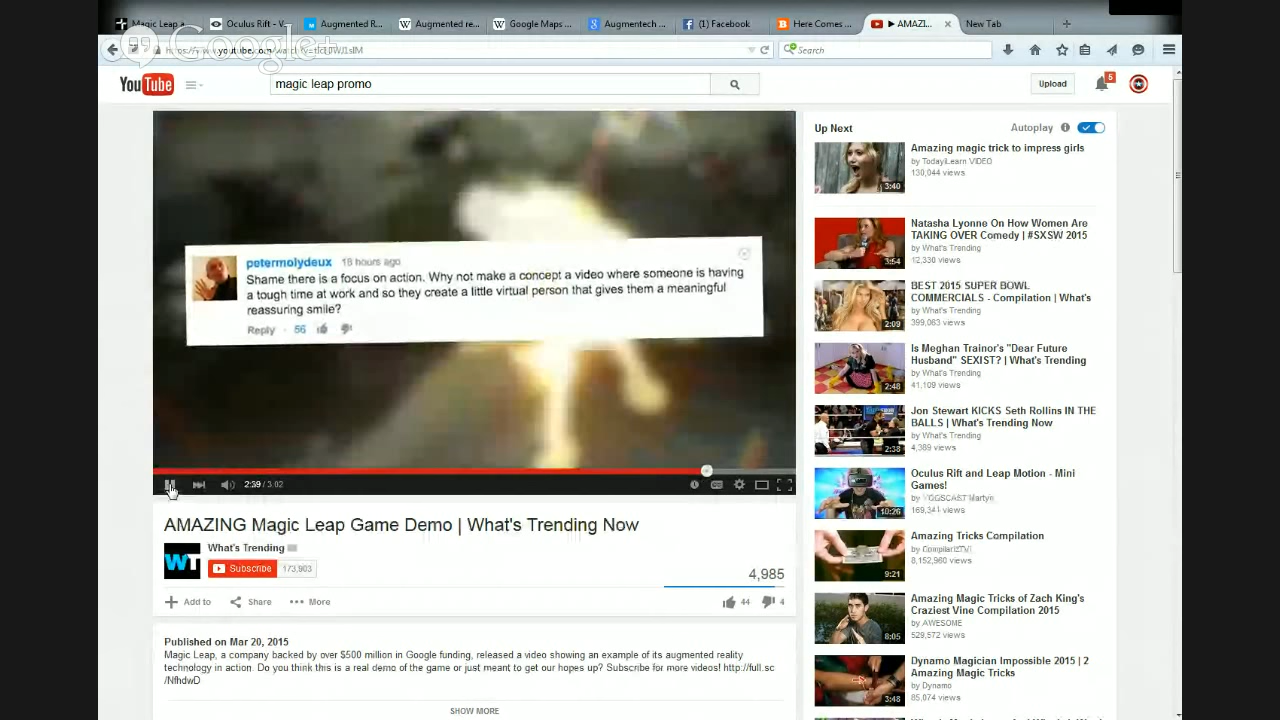 Magic Leap a...
Oculus Rift - V...
Augmented R...
Augmented re...
Google Maps ...
Augmentech ...
(1) Facebook
Here Comes ...
▶ AMAZI...
New Tab
Google+
Search
YouTube
magic leap promo
Upload
5
petermolydeux 18 hours ago
Shame there is a focus on action. Why not make a concept a video where someone is having
a tough time at work and so they create a little virtual person that gives them a meaningful
reassuring smile?
Reply · 56
2:39 / 3:02
AMAZING Magic Leap Game Demo | What's Trending Now
WT
What's Trending
Subscribe 173,903
4,985
Add to
Share
More
44
4
Published on Mar 20, 2015
Magic Leap, a company backed by over $500 million in Google funding, released a video showing an example of its augmented reality
technology in action. Do you think this is a real demo of the game or just meant to get our hopes up? Subscribe for more videos! http://full.sc
/NfhdwD
SHOW MORE
Up Next
Autoplay
Amazing magic trick to impress girls
by TodayiLearn VIDEO
130,044 views
3:40
Natasha Lyonne On How Women Are
TAKING OVER Comedy | #SXSW 2015
by What's Trending
12,330 views
3:54
BEST 2015 SUPER BOWL
COMMERCIALS - Compilation | What's
by What's Trending
399,063 views
2:09
Is Meghan Trainor's "Dear Future
Husband" SEXIST? | What's Trending
by What's Trending
41,109 views
2:48
Jon Stewart KICKS Seth Rollins IN THE
BALLS | What's Trending Now
by What's Trending
4,389 views
2:38
Oculus Rift and Leap Motion - Mini
Games!
by YOGSCAST Martyn
169,341 views
10:26
Amazing Tricks Compilation
by CompilarizTV
8,152,960 views
9:21
Amazing Magic Tricks of Zach King's
Craziest Vine Compilation 2015
by AWESOME
529,572 views
8:05
Dynamo Magician Impossible 2015 | 2
Amazing Magic Tricks
by Dynamo
85,074 views
3:48